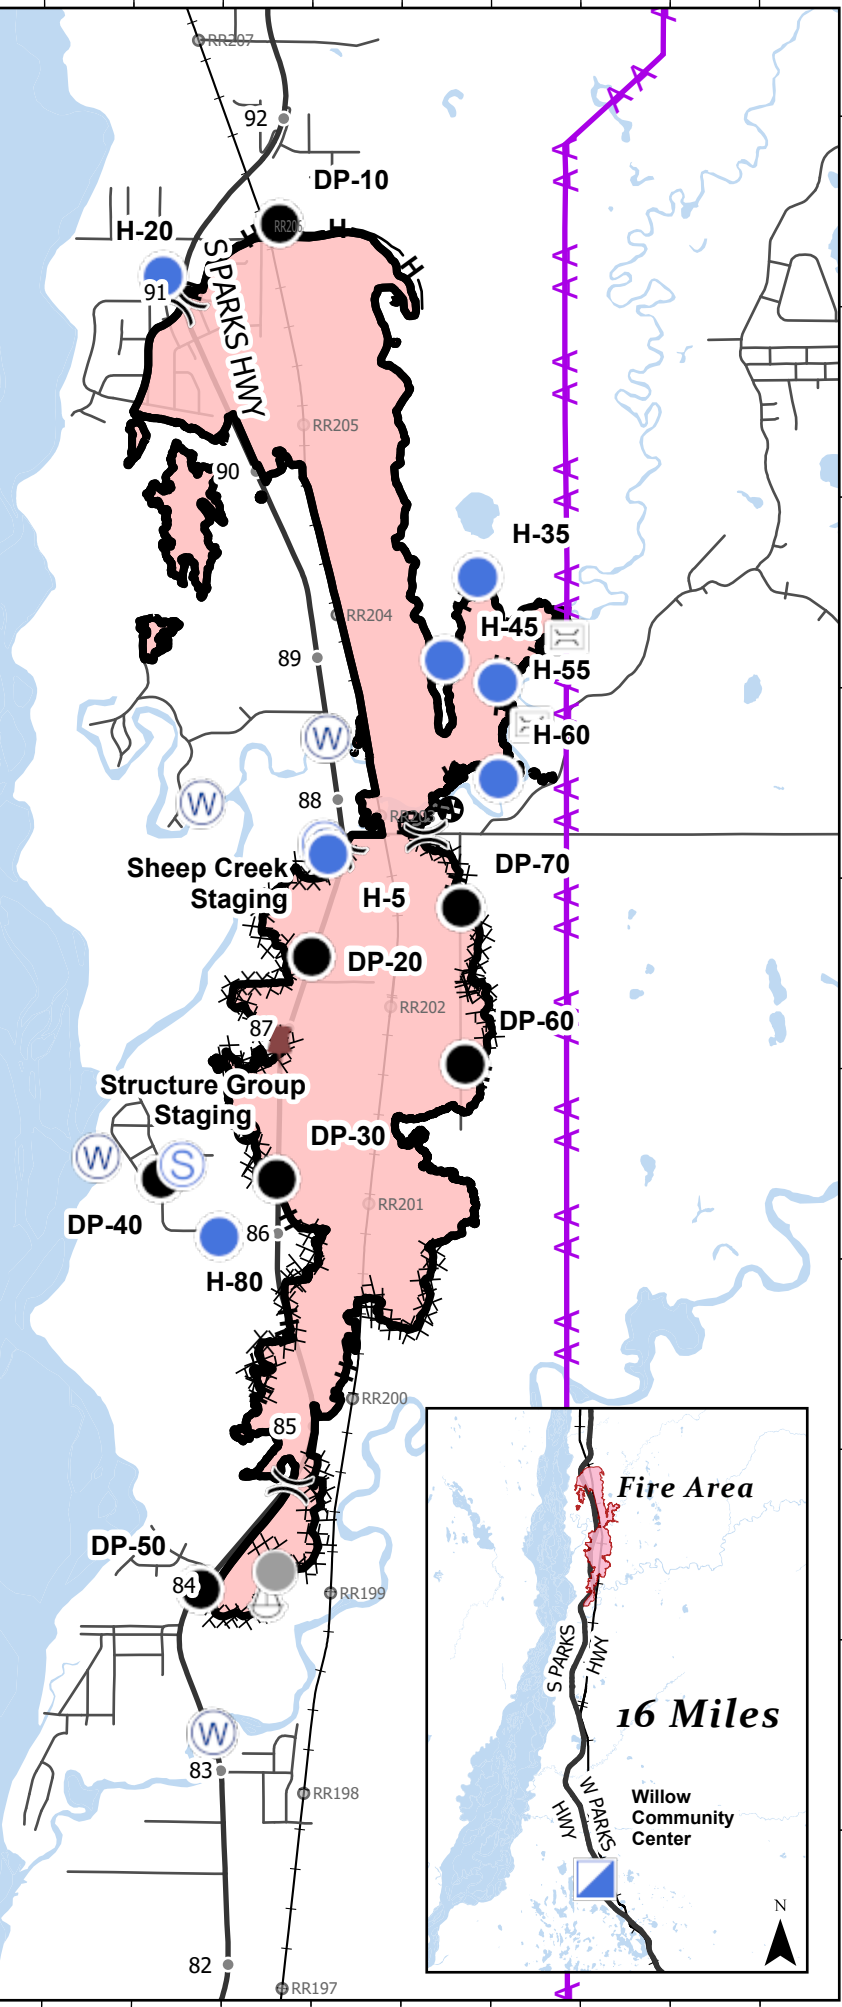 RR207
92
DP-10
RR206
H-20
91
S PARKS HWY
RR205
90
H-35
RR204
H-45
89
H-55
W
H-60
88
W
RR203
Sheep Creek
Staging
DP-70
H-5
DP-20
RR202
87
DP-60
Structure Group
Staging
DP-30
W
S
RR201
DP-40
86
H-80
RR200
85
DP-50
84
RR199
W
83
RR198
82
RR197
Fire Area
S PARKS
HWY
16 Miles
W PARKS
HWY
Willow
Community
Center
N